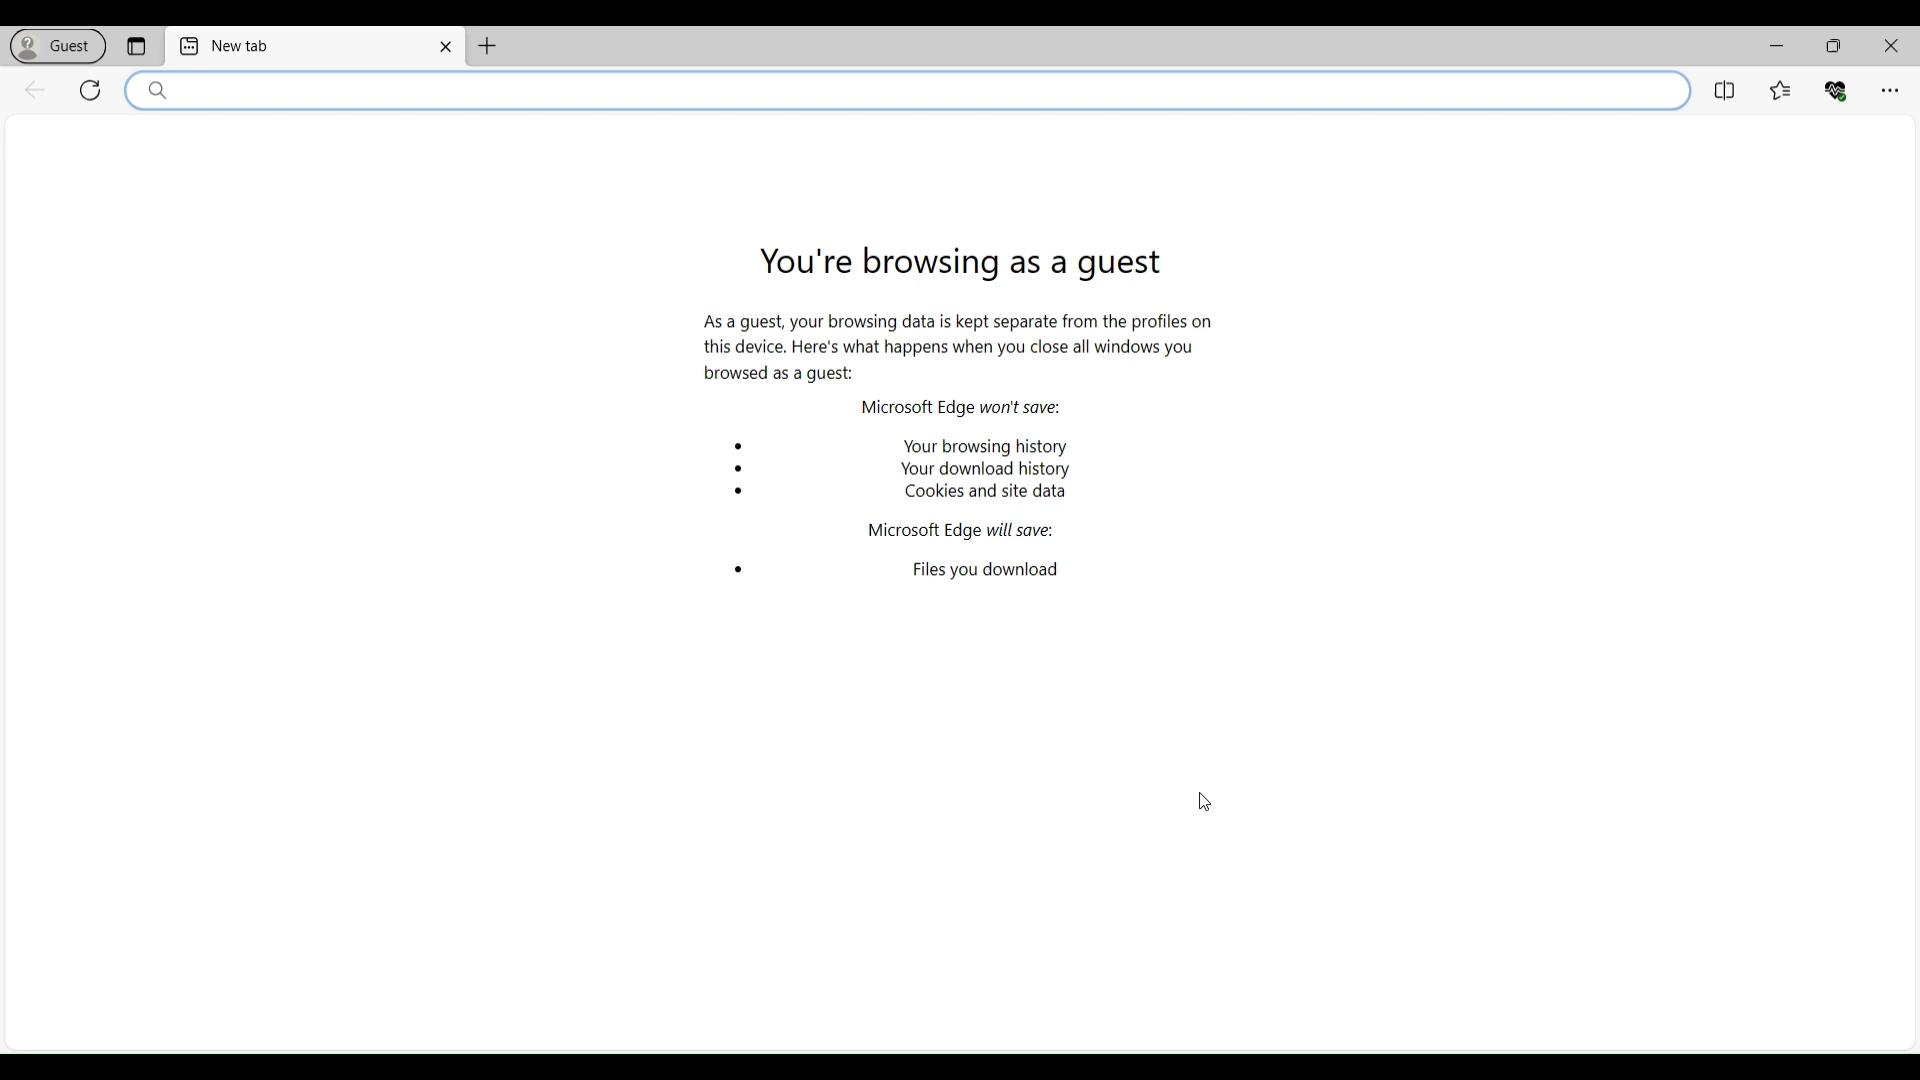 Guest
New tab
You're browsing as a guest
As a guest, your browsing data is kept separate from the profiles on
this device. Here's what happens when you close all windows you
browsed as a guest:
Microsoft Edge won't save:
• Your browsing history
• Your download history
• Cookies and site data
Microsoft Edge will save:
• Files you download